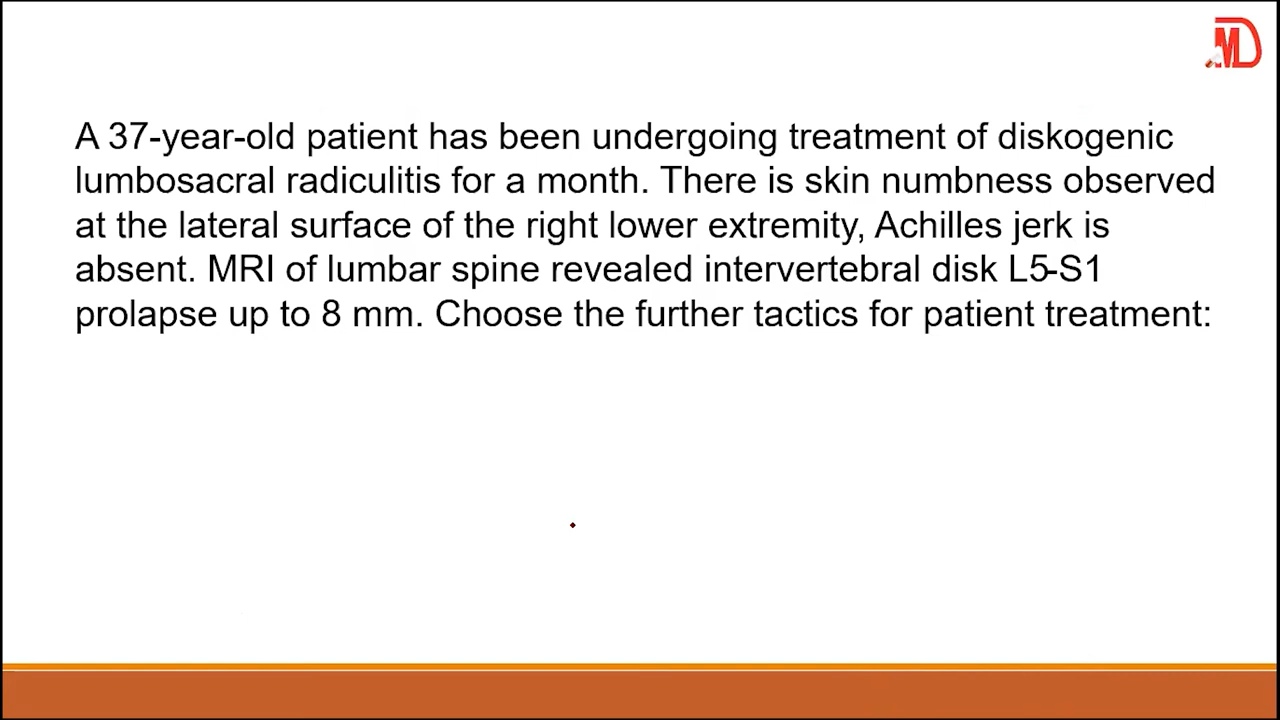 MD
A 37-year-old patient has been undergoing treatment of diskogenic
lumbosacral radiculitis for a month. There is skin numbness observed
at the lateral surface of the right lower extremity, Achilles jerk is
absent. MRI of lumbar spine revealed intervertebral disk L5-S1
prolapse up to 8 mm. Choose the further tactics for patient treatment: